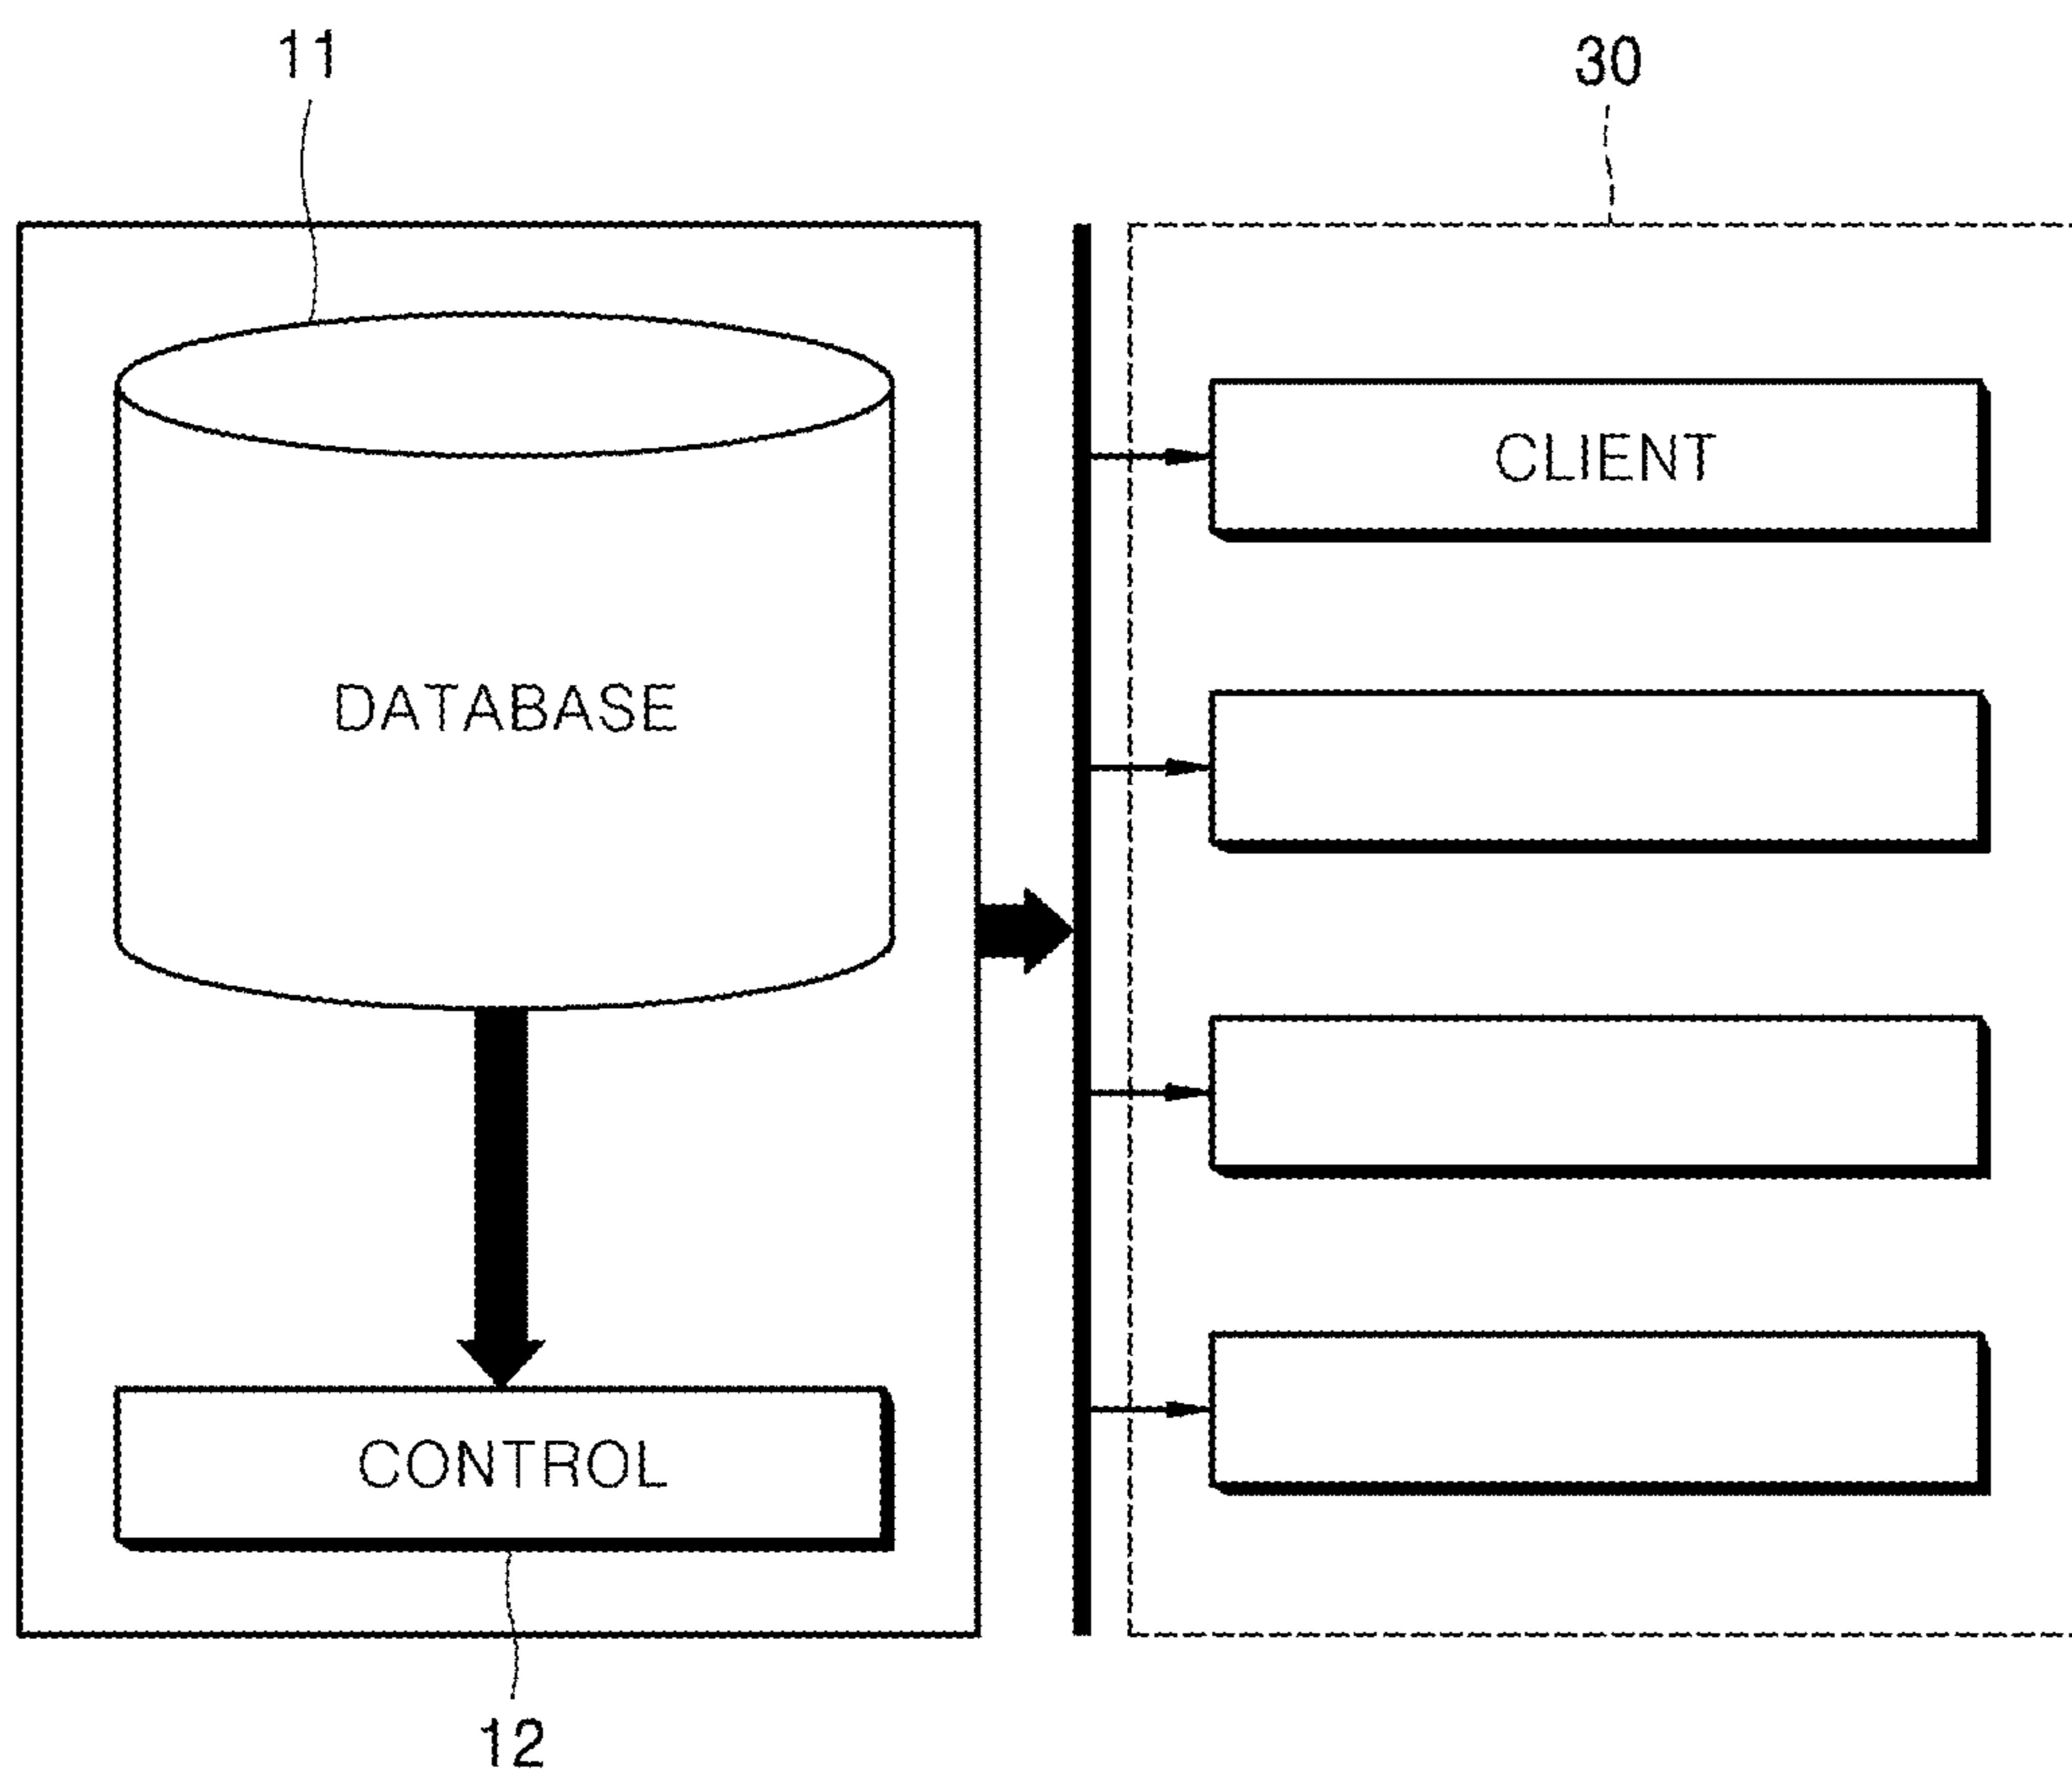 11
30
CLIENT
DATABASE
CONTROL
12